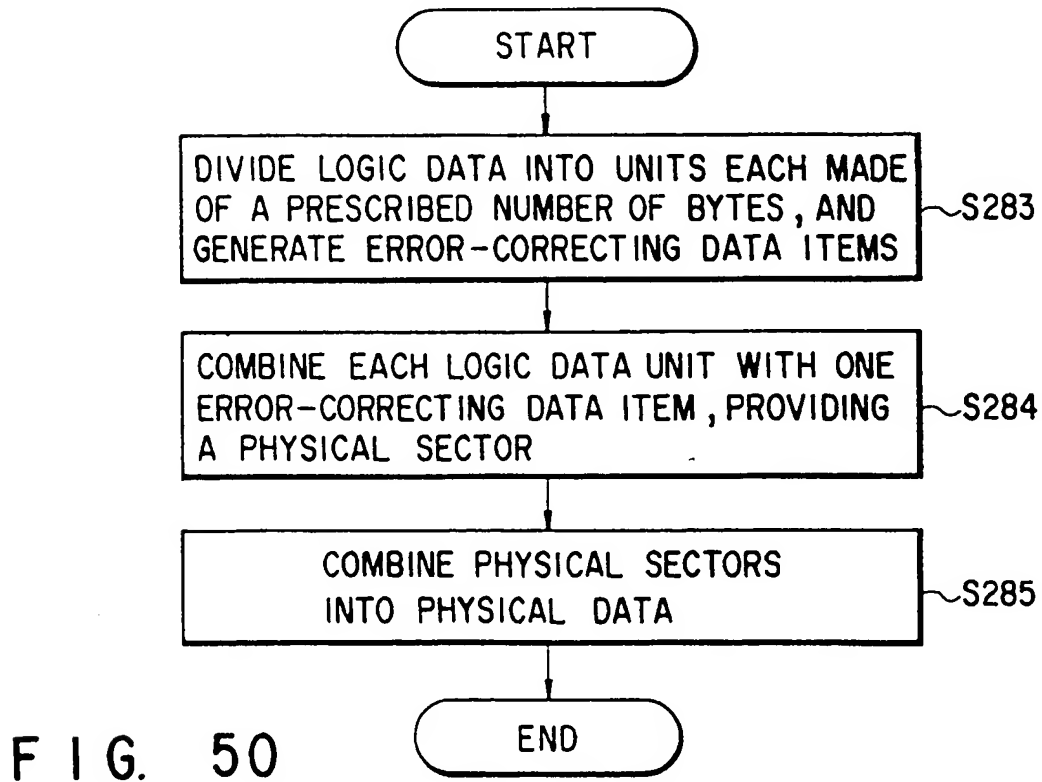 START
DIVIDE LOGIC DATA INTO UNITS EACH MADE
OF A PRESCRIBED NUMBER OF BYTES, AND
GENERATE ERROR-CORRECTING DATA ITEMS
S283
COMBINE EACH LOGIC DATA UNIT WITH ONE
ERROR-CORRECTING DATA ITEM, PROVIDING
A PHYSICAL SECTOR
S284
COMBINE PHYSICAL SECTORS
INTO PHYSICAL DATA
S285
END
FIG. 50